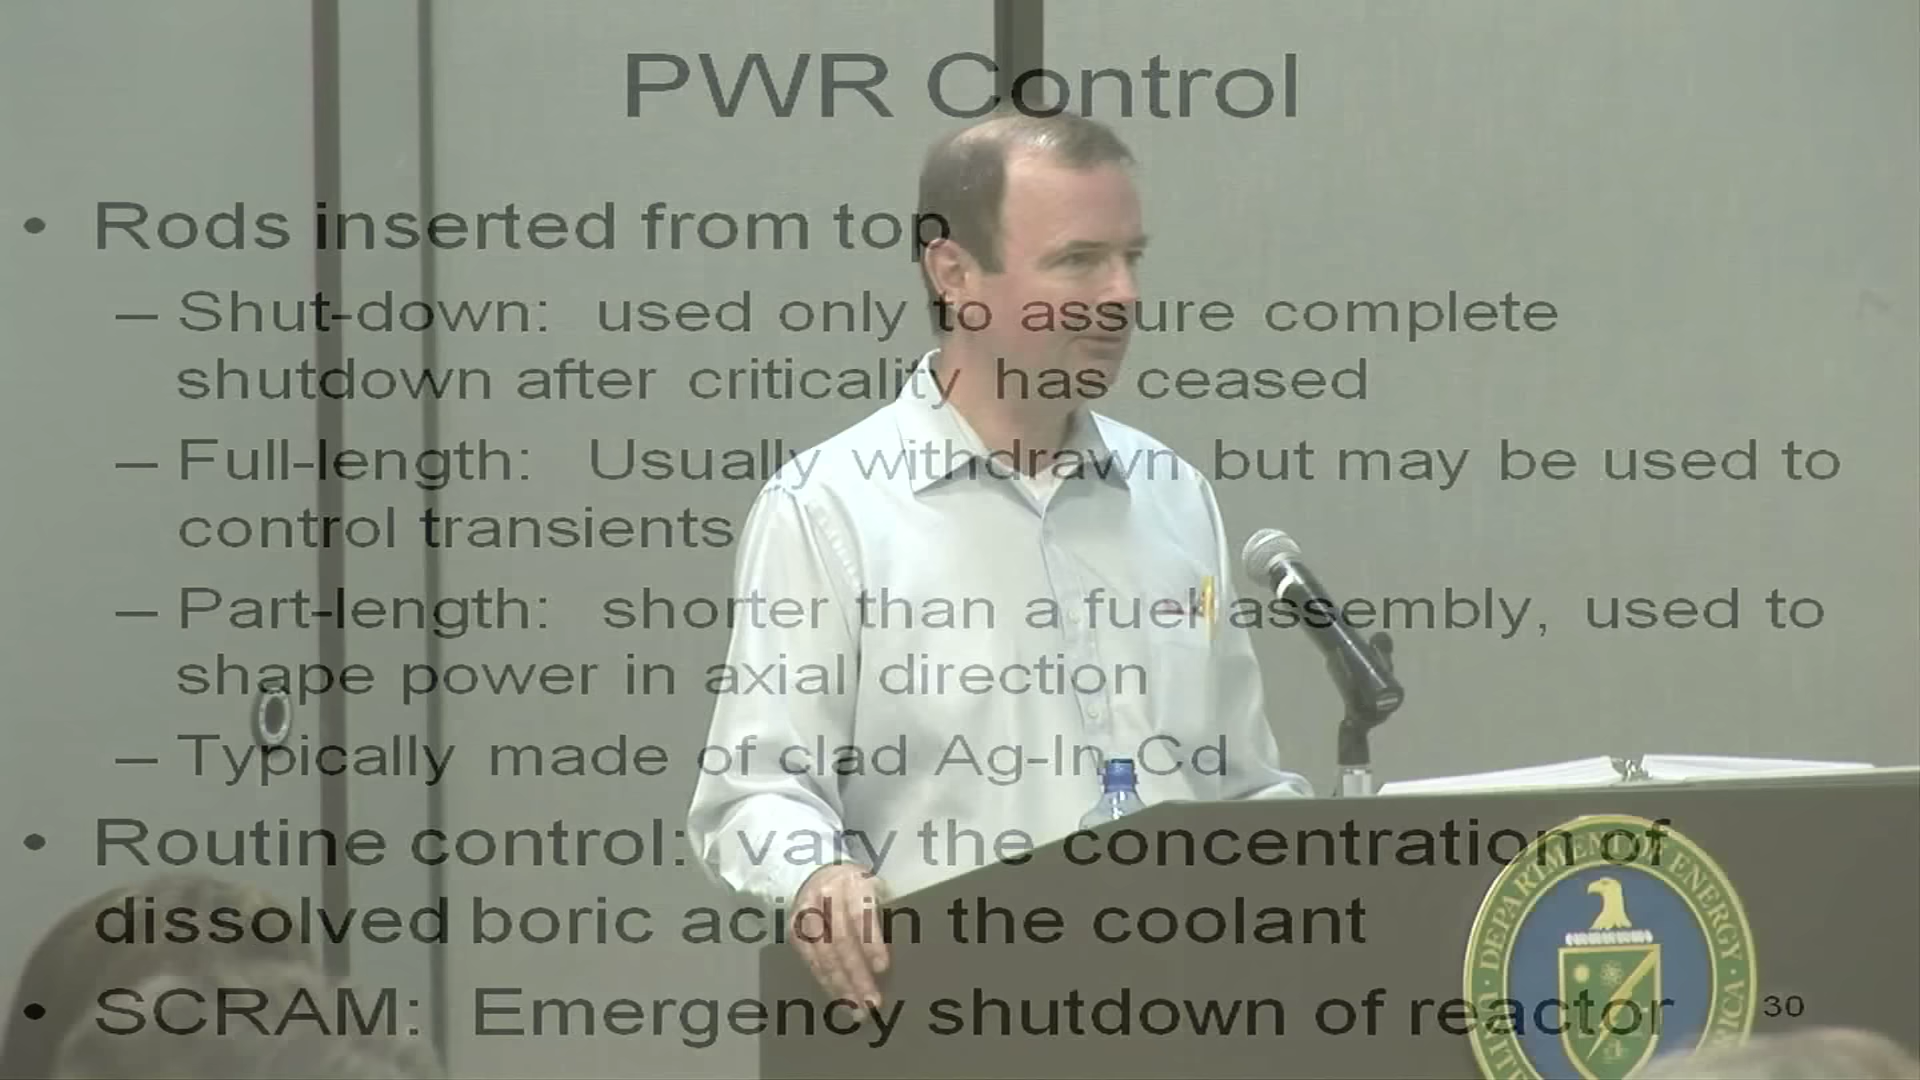 PWR Control
• Rods inserted from top
– Shut-down: used only to assure complete
shutdown after criticality has ceased
– Full-length: Usually withdrawn but may be used to
control transients
– Part-length: shorter than a fuel assembly, used to
shape power in axial direction
– Typically made of clad Ag-In-Cd
• Routine control: vary the concentration of
dissolved boric acid in the coolant
• SCRAM: Emergency shutdown of reactor
30
DEPARTMENT OF ENERGY